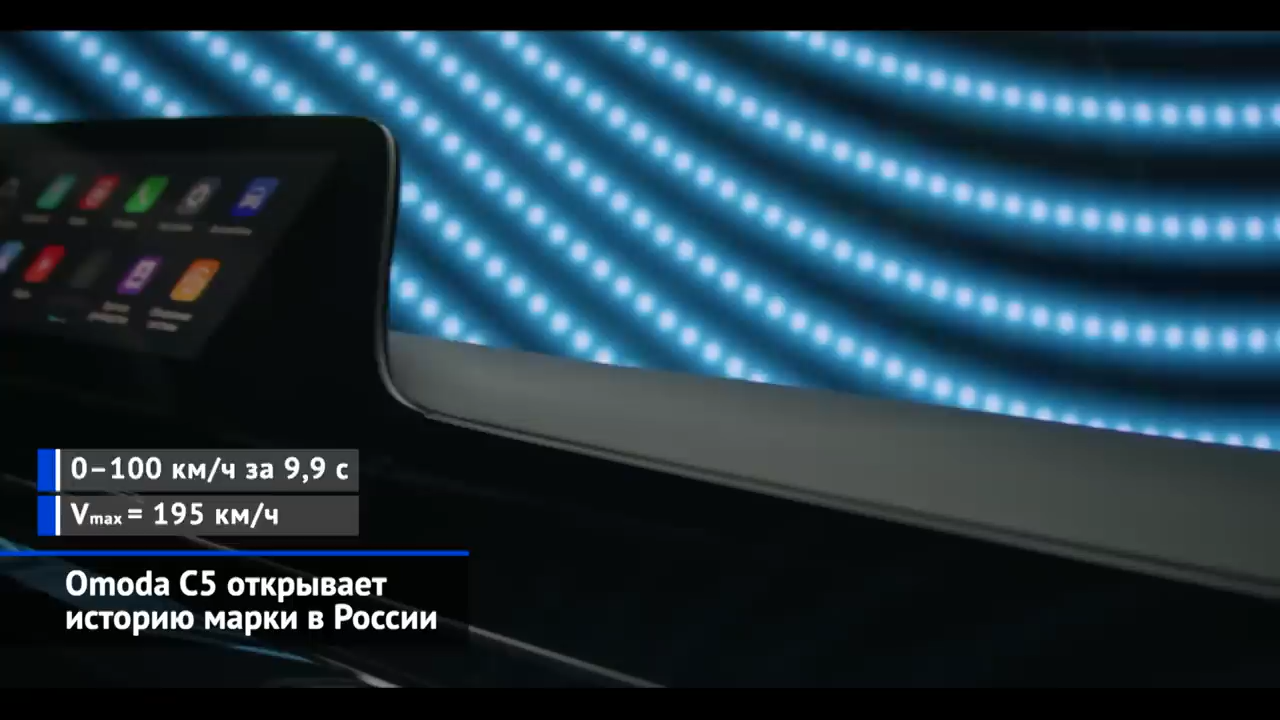 0–100 км/ч за 9,9 с
Vmax = 195 км/ч
Omoda C5 открывает
историю марки в России